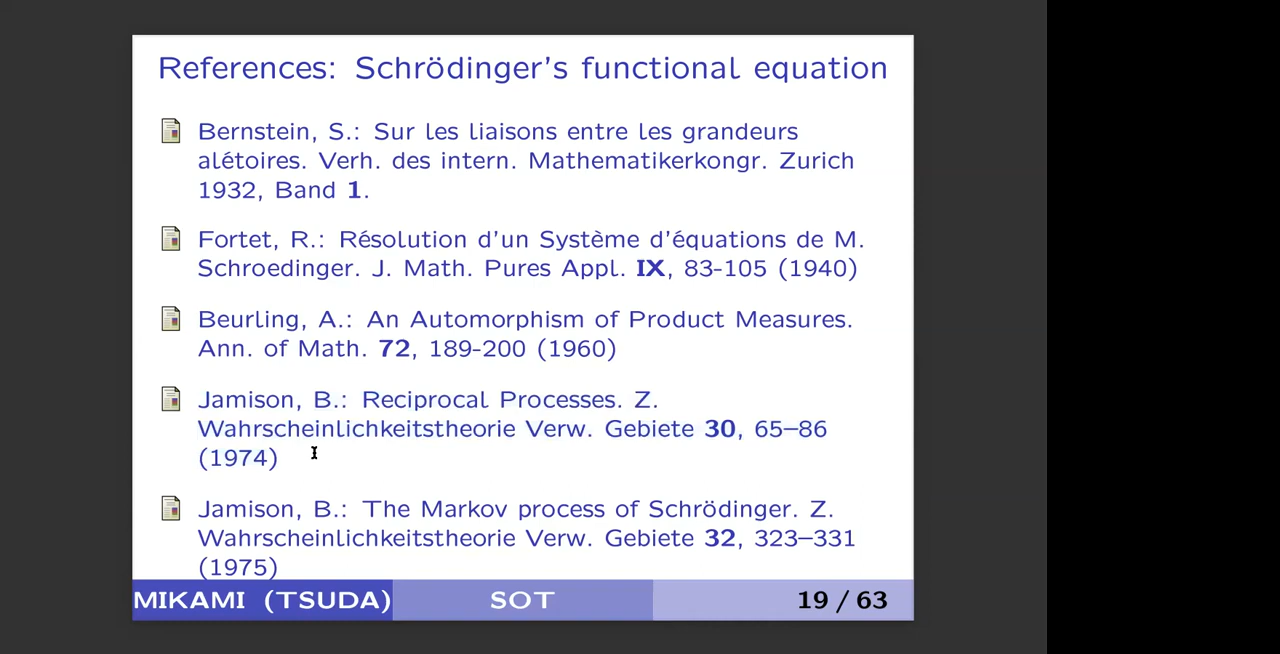 References: Schrödinger's functional equation
Bernstein, S.: Sur les liaisons entre les grandeurs
alétoires. Verh. des intern. Mathematikerkongr. Zurich
1932, Band 1.
Fortet, R.: Résolution d'un Système d'équations de M.
Schroedinger. J. Math. Pures Appl. IX, 83-105 (1940)
Beurling, A.: An Automorphism of Product Measures.
Ann. of Math. 72, 189-200 (1960)
Jamison, B.: Reciprocal Processes. Z.
Wahrscheinlichkeitstheorie Verw. Gebiete 30, 65–86
(1974)
Jamison, B.: The Markov process of Schrödinger. Z.
Wahrscheinlichkeitstheorie Verw. Gebiete 32, 323–331
(1975)
MIKAMI (TSUDA) SOT 19 / 63